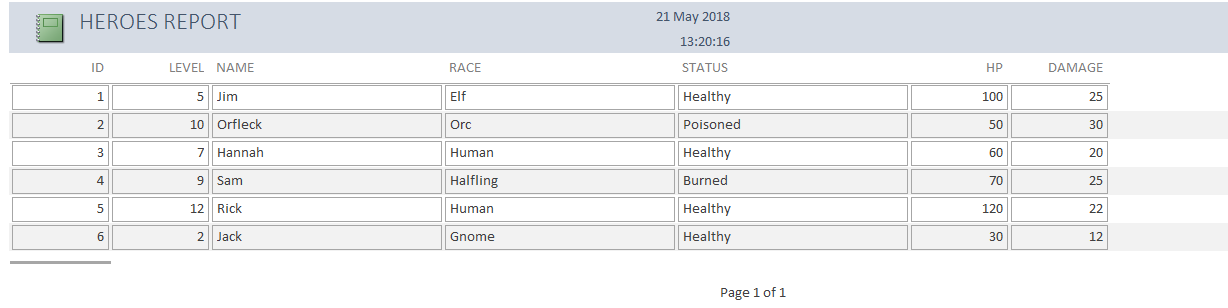 HEROES REPORT 21 May 2018
13:20:16
ID LEVEL NAME RACE STATUS HP DAMAGE
1 5 Jim Elf Healthy 100 25
2 10 Orfleck Orc Poisoned 50 30
3 7 Hannah Human Healthy 60 20
4 9 Sam Halfling Burned 70 25
5 12 Rick Human Healthy 120 22
6 2 Jack Gnome Healthy 30 12
Page 1 of 1